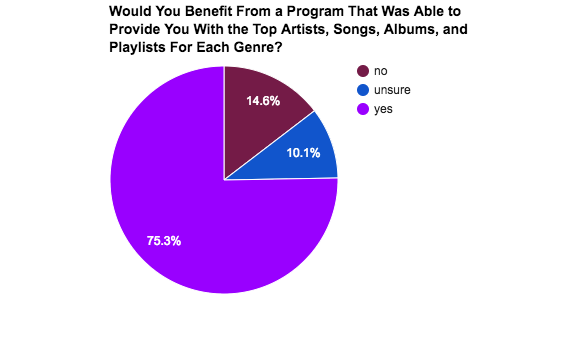 Would You Benefit From a Program That Was Able to
Provide You With the Top Artists, Songs, Albums, and
Playlists For Each Genre?
no
unsure
yes
14.6%
10.1%
75.3%